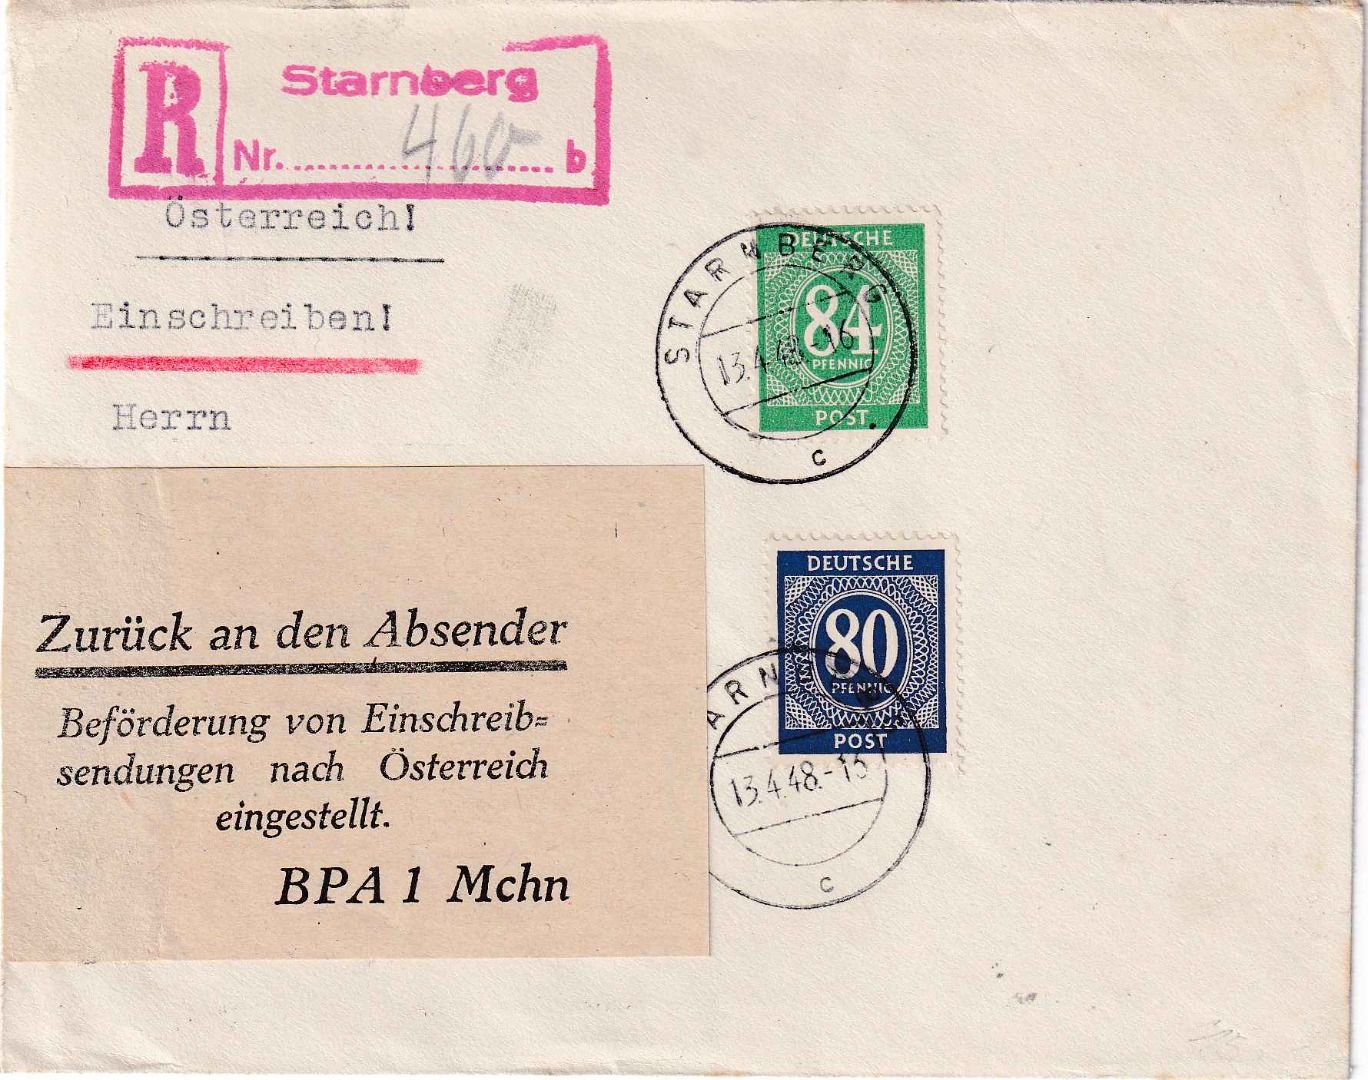 R Starnberg
Nr. 460 b
Österreich!
Einschreiben!
Herrn
STARNBERG
13.4.48.-16
c
DEUTSCHE
84
PFENNIG
POST
Zurück an den Absender
Beförderung von Einschreib=
sendungen nach Österreich
eingestellt.
BPA 1 Mchn
DEUTSCHE
80
PFENNIG
POST
13.4.48.-16
c